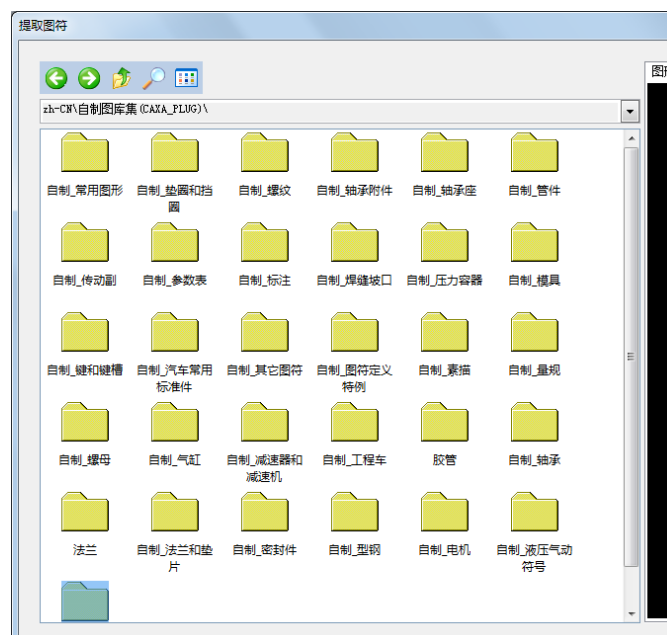 提取图符
图形
zh-CN\自制图库集(CAXA_PLUG)\
自制_常用图形 自制_垫圈和挡圈 自制_螺纹 自制_轴承附件 自制_轴承座 自制_管件
自制_传动副 自制_参数表 自制_标注 自制_焊缝坡口 自制_压力容器 自制_模具
自制_键和键槽 自制_汽车常用标准件 自制_其它图符 自制_图符定义特例 自制_素描 自制_量规
自制_螺母 自制_气缸 自制_减速器和减速机 自制_工程车 胶管 自制_轴承
法兰 自制_法兰和垫片 自制_密封件 自制_型钢 自制_电机 自制_液压气动符号